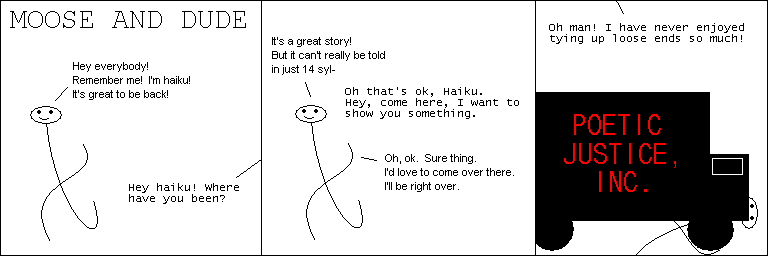 MOOSE AND DUDE
Hey everybody!
Remember me! I'm haiku!
It's great to be back!
Hey haiku! Where
have you been?
It's a great story!
But it can't really be told
in just 14 syl-
Oh that's ok, Haiku.
Hey, come here, I want to
show you something.
Oh, ok. Sure thing.
I'd love to come over there.
I'll be right over.
Oh man! I have never enjoyed
tying up loose ends so much!
POETIC
JUSTICE,
INC.